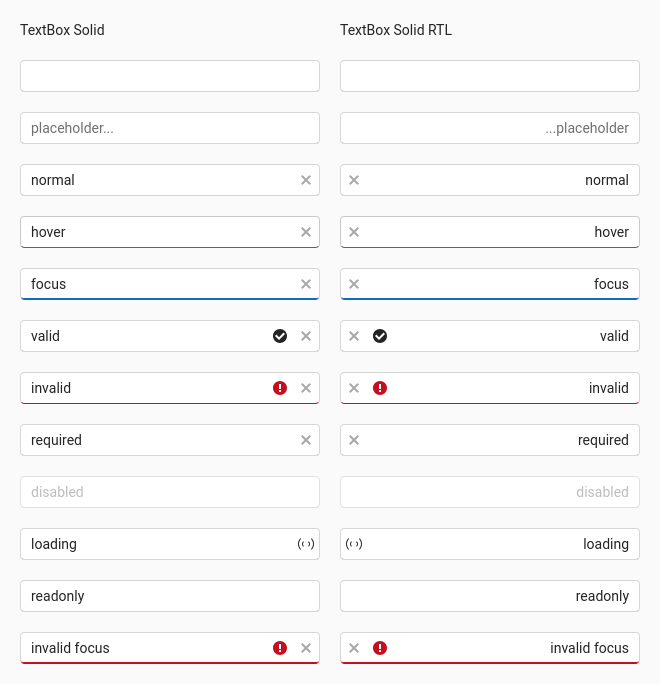 TextBox Solid
TextBox Solid RTL
placeholder...
...placeholder
normal
normal
hover
hover
focus
focus
valid
valid
invalid
invalid
required
required
disabled
disabled
loading
loading
readonly
readonly
invalid focus
invalid focus